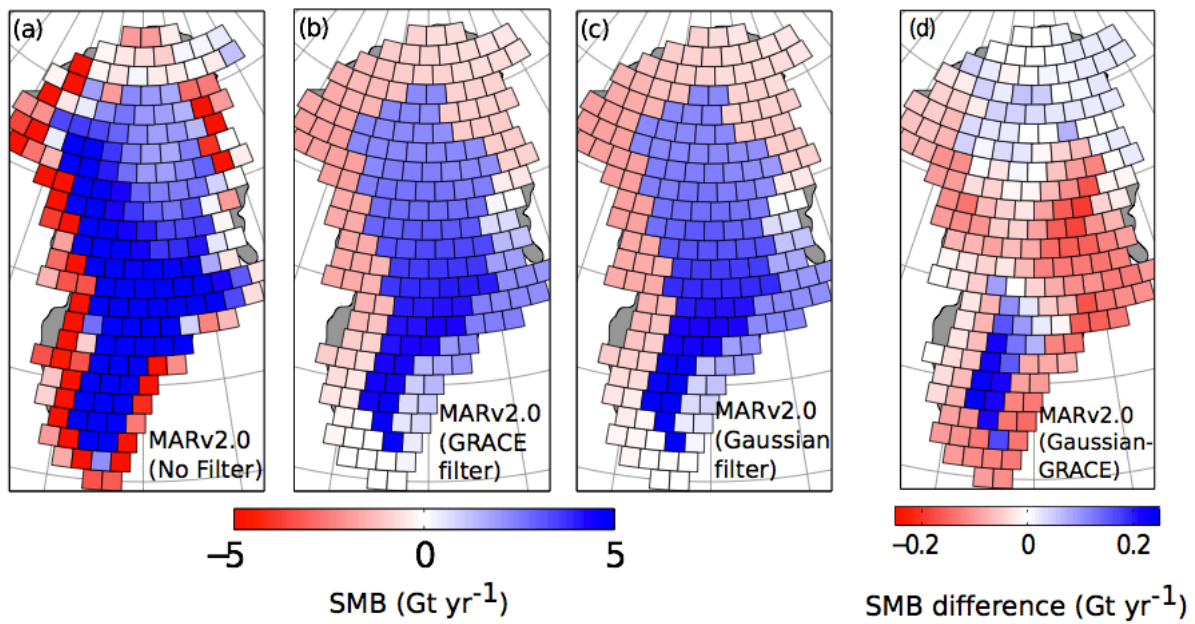 (a)
MARv2.0
(No Filter)
(b)
MARv2.0
(GRACE
filter)
(c)
MARv2.0
(Gaussian
filter)
(d)
MARv2.0
(Gaussian-
GRACE)
−5 0 5
SMB (Gt yr-1)
−0.2 0 0.2
SMB difference (Gt yr-1)